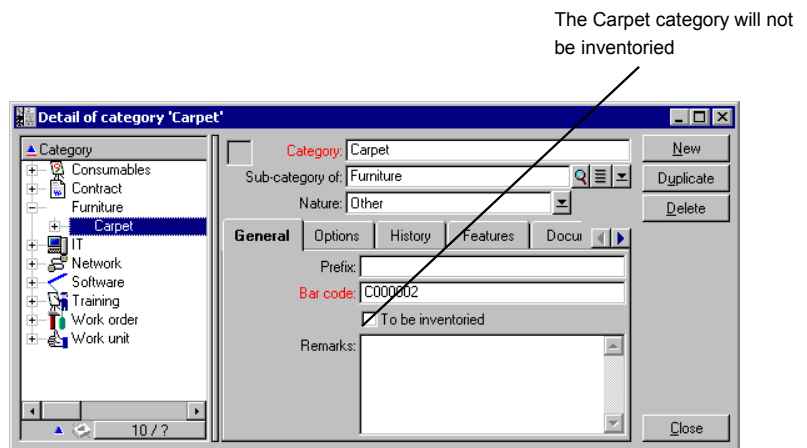 The Carpet category will not
be inventoried
Detail of category 'Carpet'
Category
Consumables
Contract
Furniture
Carpet
IT
Network
Software
Training
Work order
Work unit
10 / ?
Category: Carpet
Sub-category of: Furniture
Nature: Other
General Options History Features Docu
Prefix:
Bar code: C000002
To be inventoried
Remarks:
New
Duplicate
Delete
Close